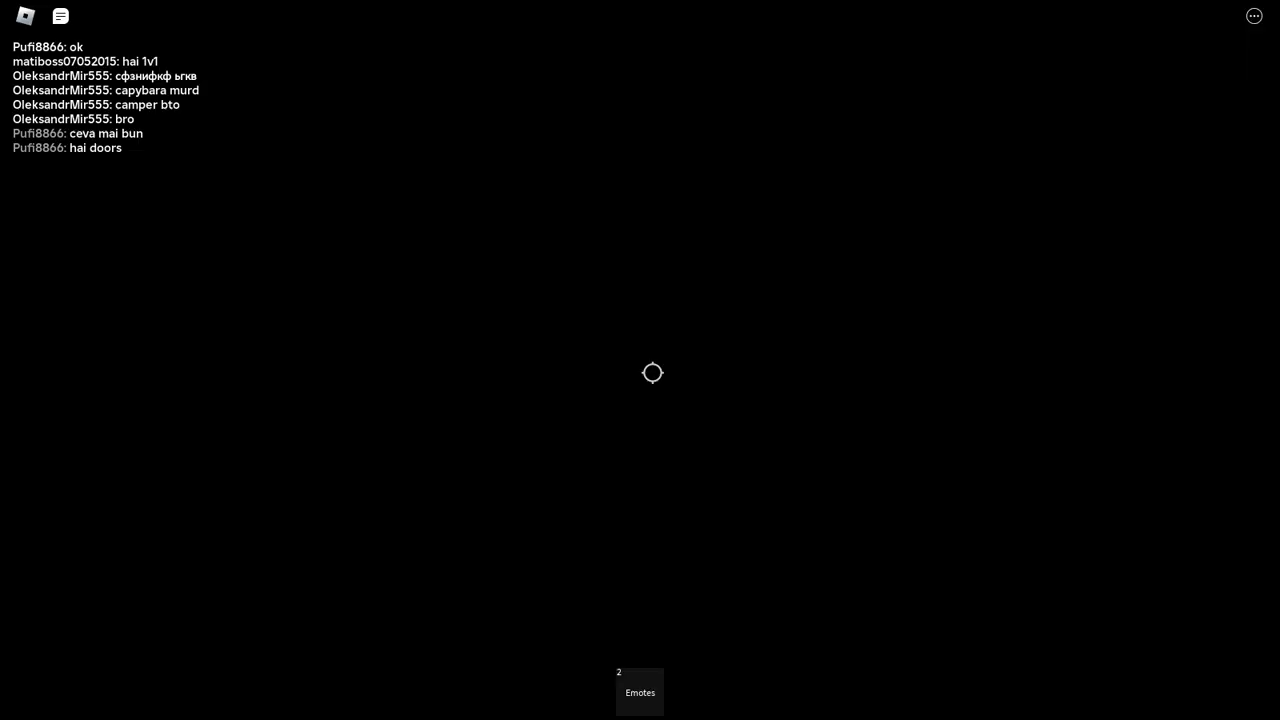 Pufi8866: ok
matiboss07052015: hai 1v1
OleksandrMir555: сфзнифкф ьгкв
OleksandrMir555: capybara murd
OleksandrMir555: camper bto
OleksandrMir555: bro
Pufi8866: ceva mai bun
Pufi8866: hai doors
2
Emotes